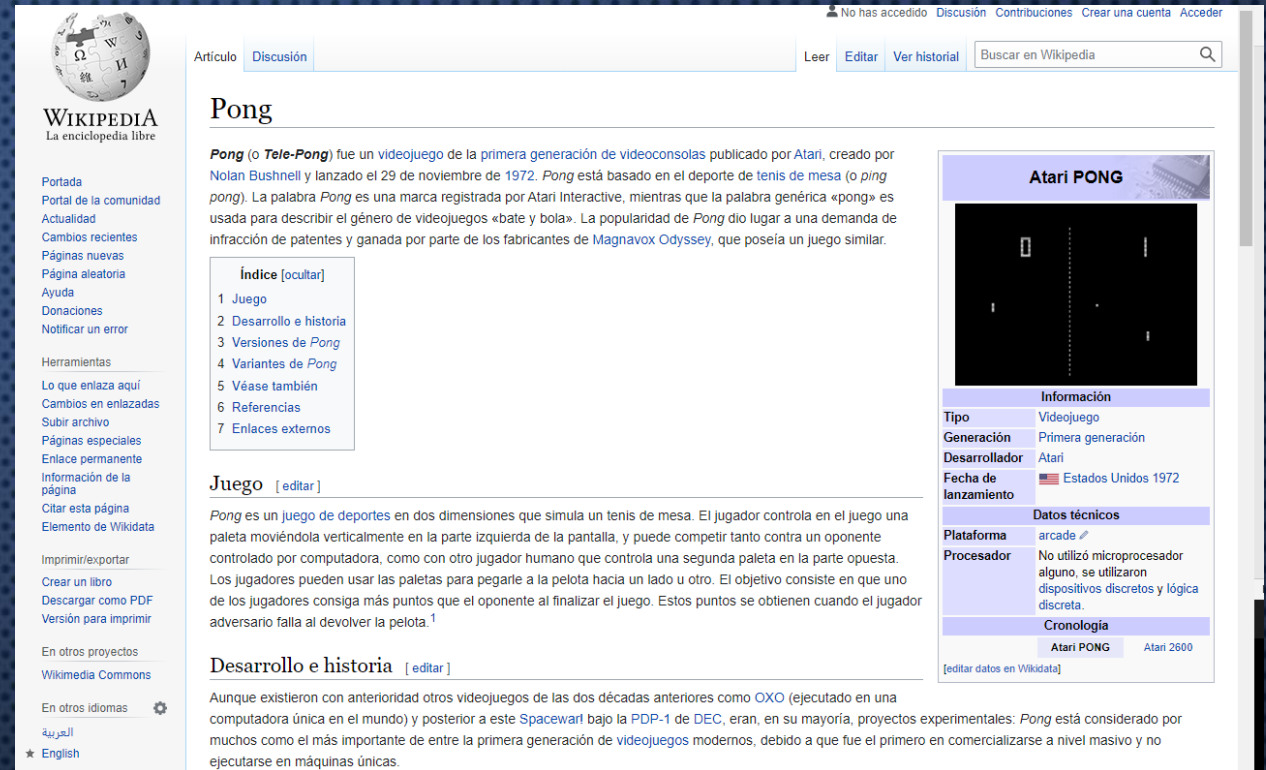 No has accedido Discusión Contribuciones Crear una cuenta Acceder
Artículo Discusión Leer Editar Ver historial Buscar en Wikipedia
WIKIPEDIA
La enciclopedia libre
Portada
Portal de la comunidad
Actualidad
Cambios recientes
Páginas nuevas
Página aleatoria
Ayuda
Donaciones
Notificar un error
Herramientas
Lo que enlaza aquí
Cambios en enlazadas
Subir archivo
Páginas especiales
Enlace permanente
Información de la
página
Citar esta página
Elemento de Wikidata
Imprimir/exportar
Crear un libro
Descargar como PDF
Versión para imprimir
En otros proyectos
Wikimedia Commons
En otros idiomas
العربية
English
Pong
Pong (o Tele-Pong) fue un videojuego de la primera generación de videoconsolas publicado por Atari, creado por
Nolan Bushnell y lanzado el 29 de noviembre de 1972. Pong está basado en el deporte de tenis de mesa (o ping
pong). La palabra Pong es una marca registrada por Atari Interactive, mientras que la palabra genérica «pong» es
usada para describir el género de videojuegos «bate y bola». La popularidad de Pong dio lugar a una demanda de
infracción de patentes y ganada por parte de los fabricantes de Magnavox Odyssey, que poseía un juego similar.
Índice [ocultar]
1 Juego
2 Desarrollo e historia
3 Versiones de Pong
4 Variantes de Pong
5 Véase también
6 Referencias
7 Enlaces externos
Juego [ editar ]
Pong es un juego de deportes en dos dimensiones que simula un tenis de mesa. El jugador controla en el juego una
paleta moviéndola verticalmente en la parte izquierda de la pantalla, y puede competir tanto contra un oponente
controlado por computadora, como con otro jugador humano que controla una segunda paleta en la parte opuesta.
Los jugadores pueden usar las paletas para pegarle a la pelota hacia un lado u otro. El objetivo consiste en que uno
de los jugadores consiga más puntos que el oponente al finalizar el juego. Estos puntos se obtienen cuando el jugador
adversario falla al devolver la pelota.1
Desarrollo e historia [ editar ]
Aunque existieron con anterioridad otros videojuegos de las dos décadas anteriores como OXO (ejecutado en una
computadora única en el mundo) y posterior a este Spacewar! bajo la PDP-1 de DEC, eran, en su mayoría, proyectos experimentales: Pong está considerado por
muchos como el más importante de entre la primera generación de videojuegos modernos, debido a que fue el primero en comercializarse a nivel masivo y no
ejecutarse en máquinas únicas.
Atari PONG
0 1
Información
Tipo Videojuego
Generación Primera generación
Desarrollador Atari
Fecha de Estados Unidos 1972
lanzamiento
Datos técnicos
Plataforma arcade
Procesador No utilizó microprocesador
alguno, se utilizaron
dispositivos discretos y lógica
discreta.
Cronología
Atari PONG Atari 2600
[editar datos en Wikidata]